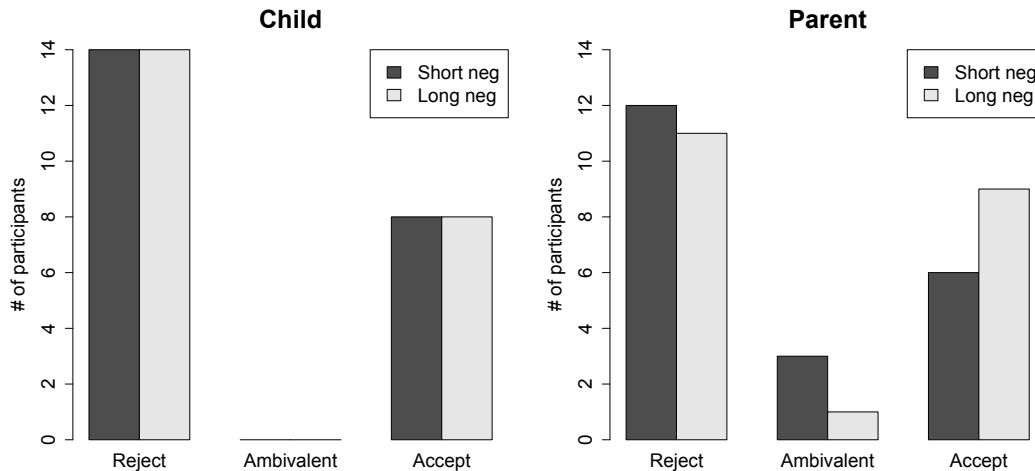 Child
Short neg
Long neg
# of participants
0
2
4
6
8
10
12
14
Reject
Ambivalent
Accept
Parent
Short neg
Long neg
# of participants
0
2
4
6
8
10
12
14
Reject
Ambivalent
Accept